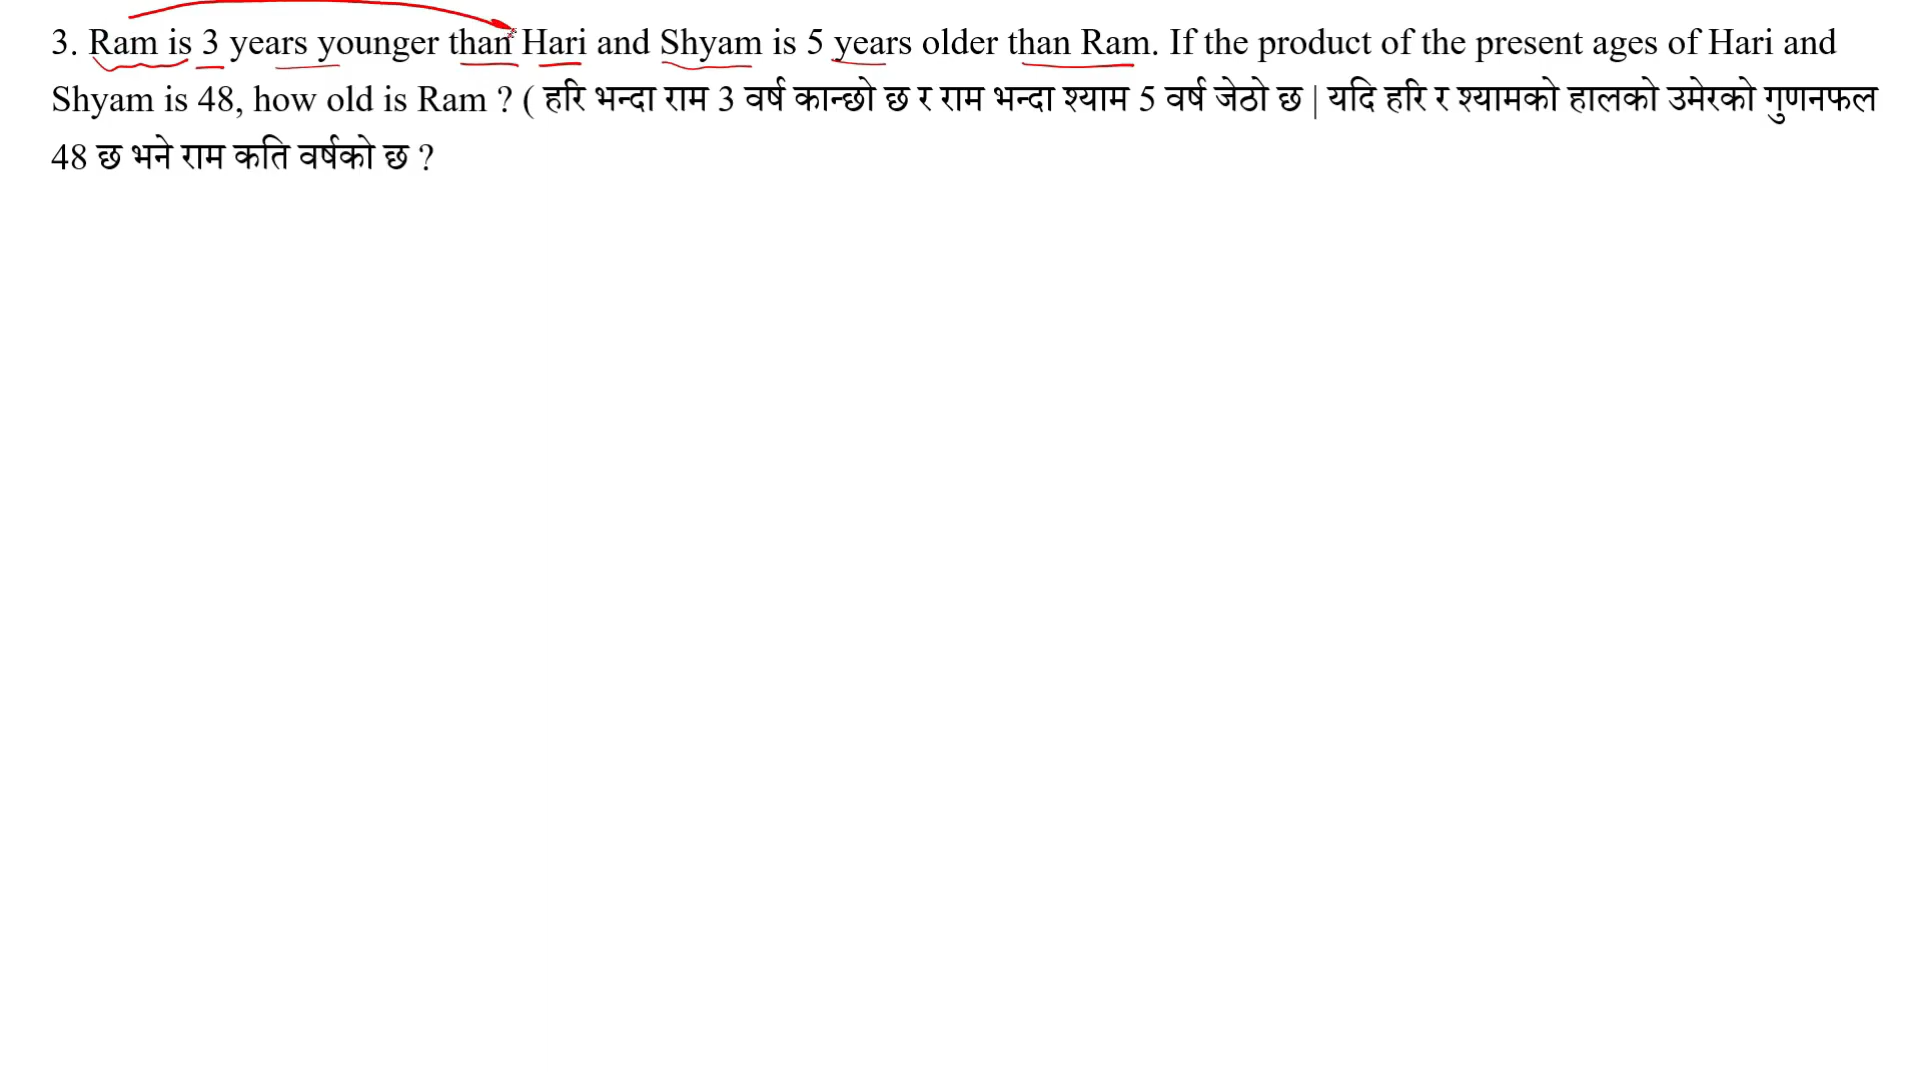 3. Ram is 3 years younger than Hari and Shyam is 5 years older than Ram. If the product of the present ages of Hari and
Shyam is 48, how old is Ram ? ( हरि भन्दा राम 3 वर्ष कान्छो छ र राम भन्दा श्याम 5 वर्ष जेठो छ | यदि हरि र श्यामको हालको उमेरको गुणनफल
48 छ भने राम कति वर्षको छ ?